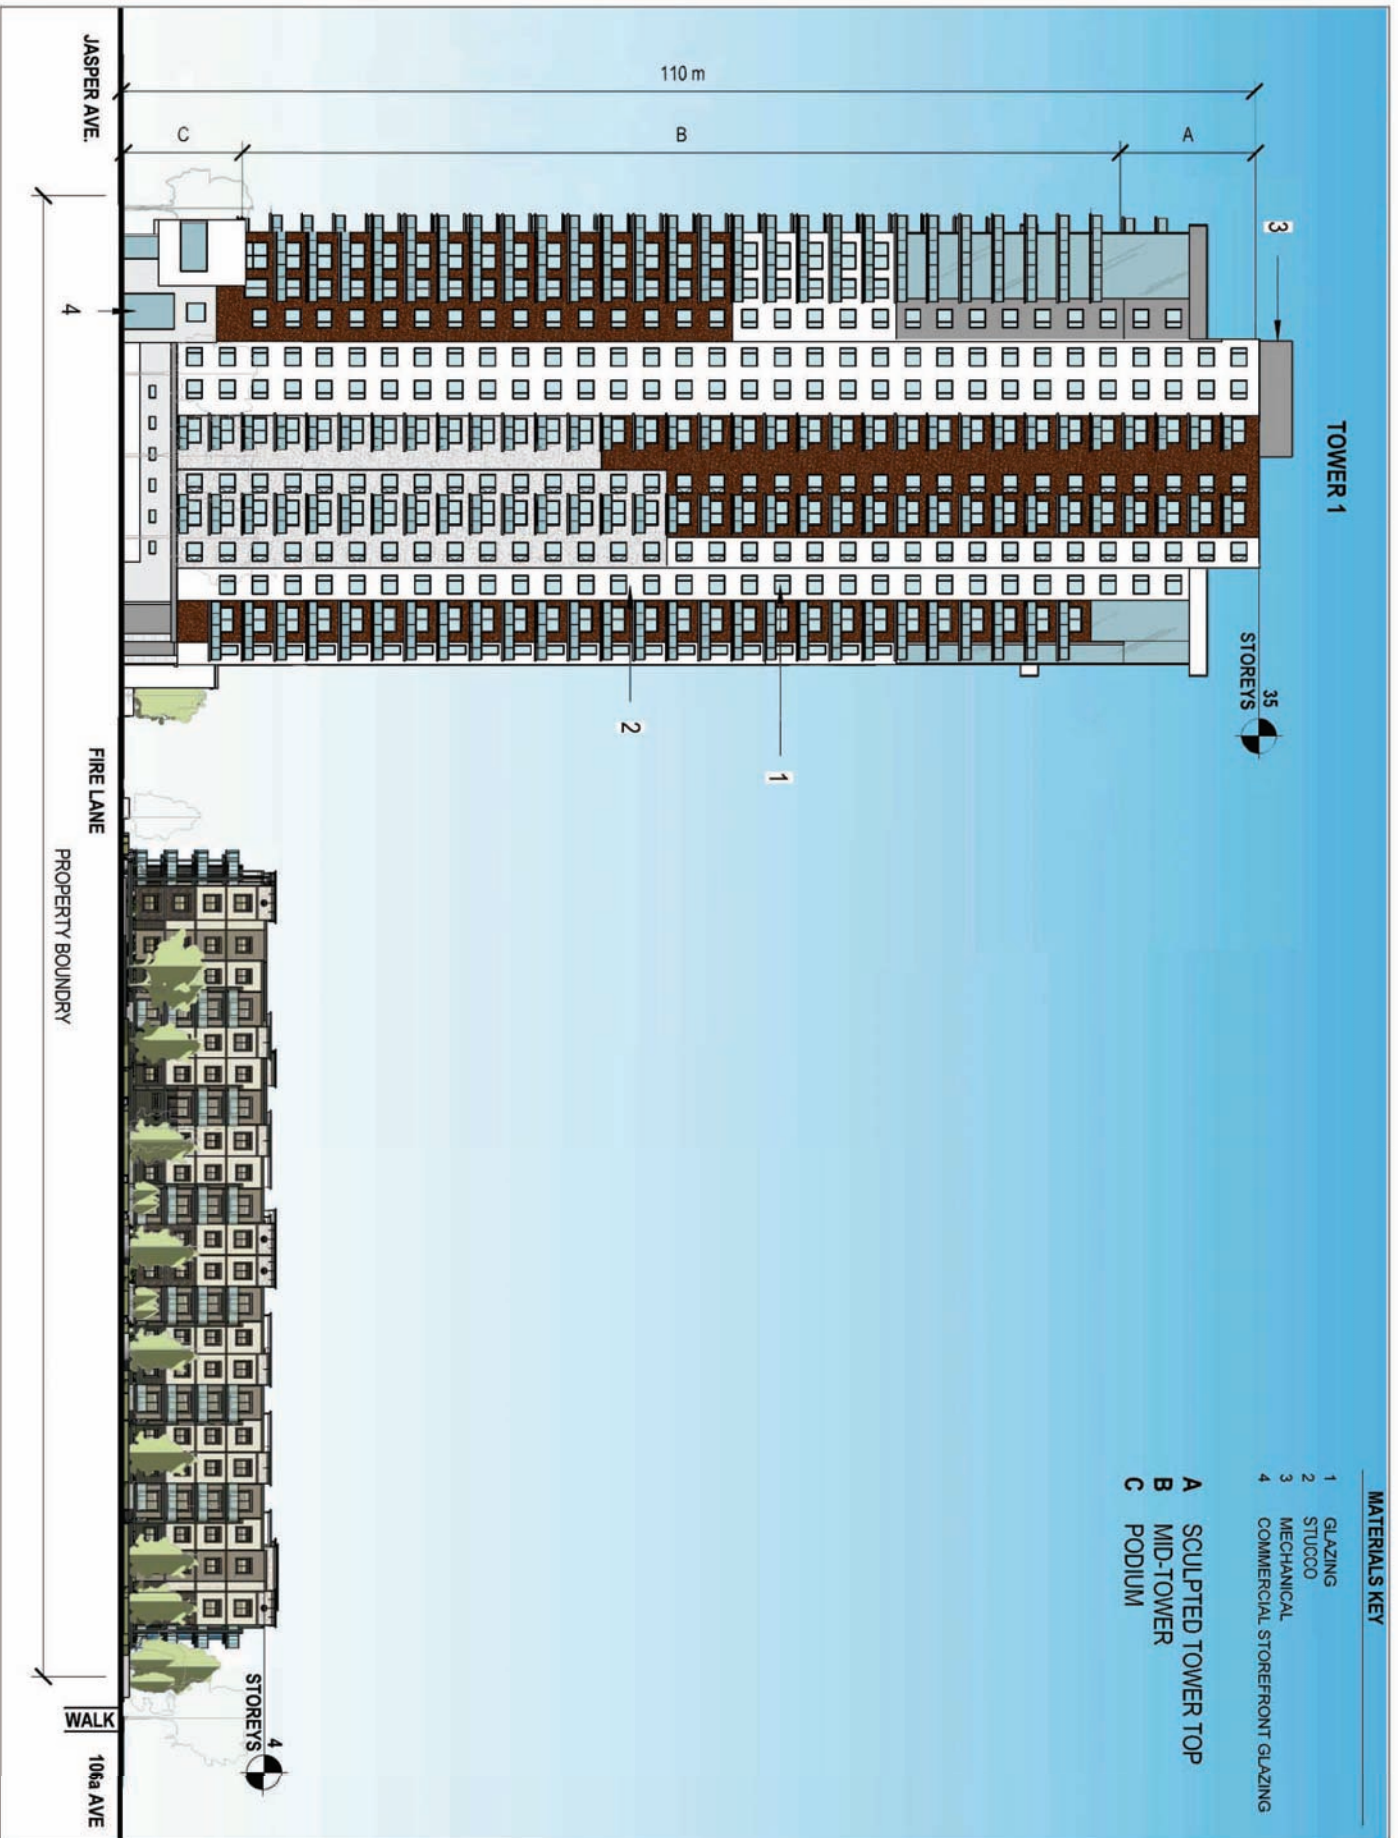 MATERIALS KEY
1 GLAZING
2 STUCCO
3 MECHANICAL
4 COMMERCIAL STOREFRONT GLAZING
A SCULPTED TOWER TOP
B MID-TOWER
C PODIUM
TOWER 1
3
35
STOREYS
110 m
A
B
C
1
2
4
4
STOREYS
JASPER AVE.
FIRE LANE
WALK
106a AVE
PROPERTY BOUNDRY